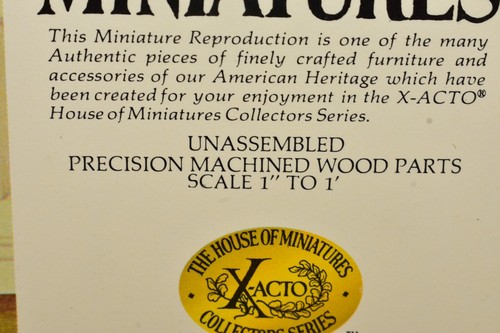 MINIATURES
This Miniature Reproduction is one of the many
Authentic pieces of finely crafted furniture and
accessories of our American Heritage which have
been created for your enjoyment in the X-ACTO®
House of Miniatures Collectors Series.
UNASSEMBLED
PRECISION MACHINED WOOD PARTS
SCALE 1" TO 1'
THE HOUSE OF MINIATURES
X-ACTO
COLLECTORS SERIES
TM